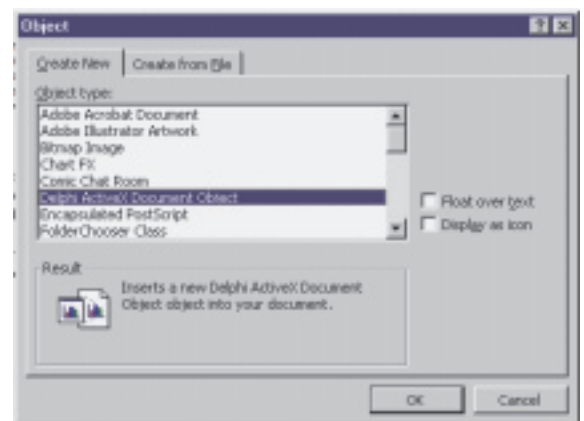 Object
Create New
Create from File
Object type:
Adobe Acrobat Document
Adobe Illustrator Artwork
Bitmap Image
Chart FX
Comic Chat Room
Delphi ActiveX Document Object
Encapsulated PostScript
FolderChooser Class
Float over text
Display as icon
Result
Inserts a new Delphi ActiveX Document
Object object into your document.
OK
Cancel